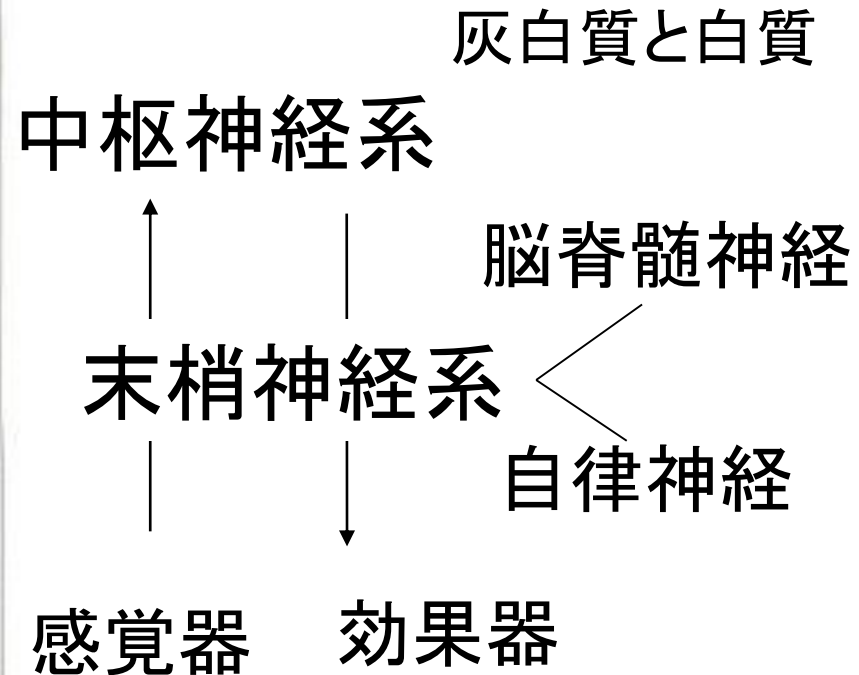 灰白質と白質
中枢神経系
脳脊髄神経
末梢神経系
自律神経
感覚器
効果器